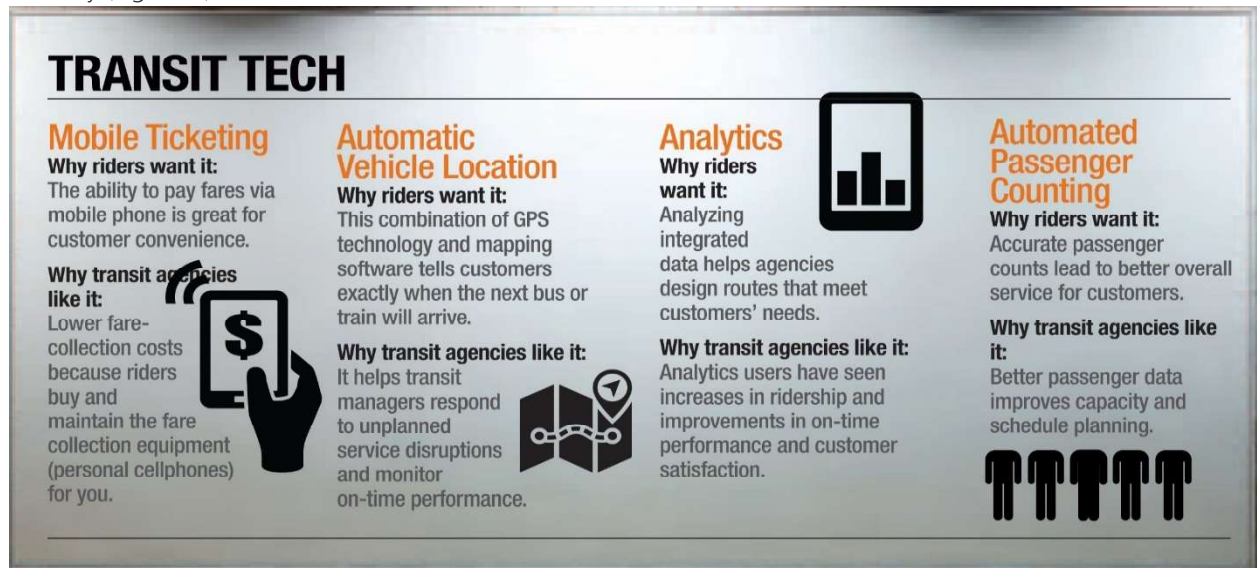 TRANSIT TECH
Mobile Ticketing
Why riders want it:
The ability to pay fares via
mobile phone is great for
customer convenience.
Why transit agencies
like it:
Lower fare-
collection costs
because riders
buy and
maintain the fare
collection equipment
(personal cellphones)
for you.
$
Automatic
Vehicle Location
Why riders want it:
This combination of GPS
technology and mapping
software tells customers
exactly when the next bus or
train will arrive.
Why transit agencies like it:
It helps transit
managers respond
to unplanned
service disruptions
and monitor
on-time performance.
Analytics
Why riders
want it:
Analyzing
integrated
data helps agencies
design routes that meet
customers' needs.
Why transit agencies like it:
Analytics users have seen
increases in ridership and
improvements in on-time
performance and customer
satisfaction.
Automated
Passenger
Counting
Why riders want it:
Accurate passenger
counts lead to better overall
service for customers.
Why transit agencies like
it:
Better passenger data
improves capacity and
schedule planning.